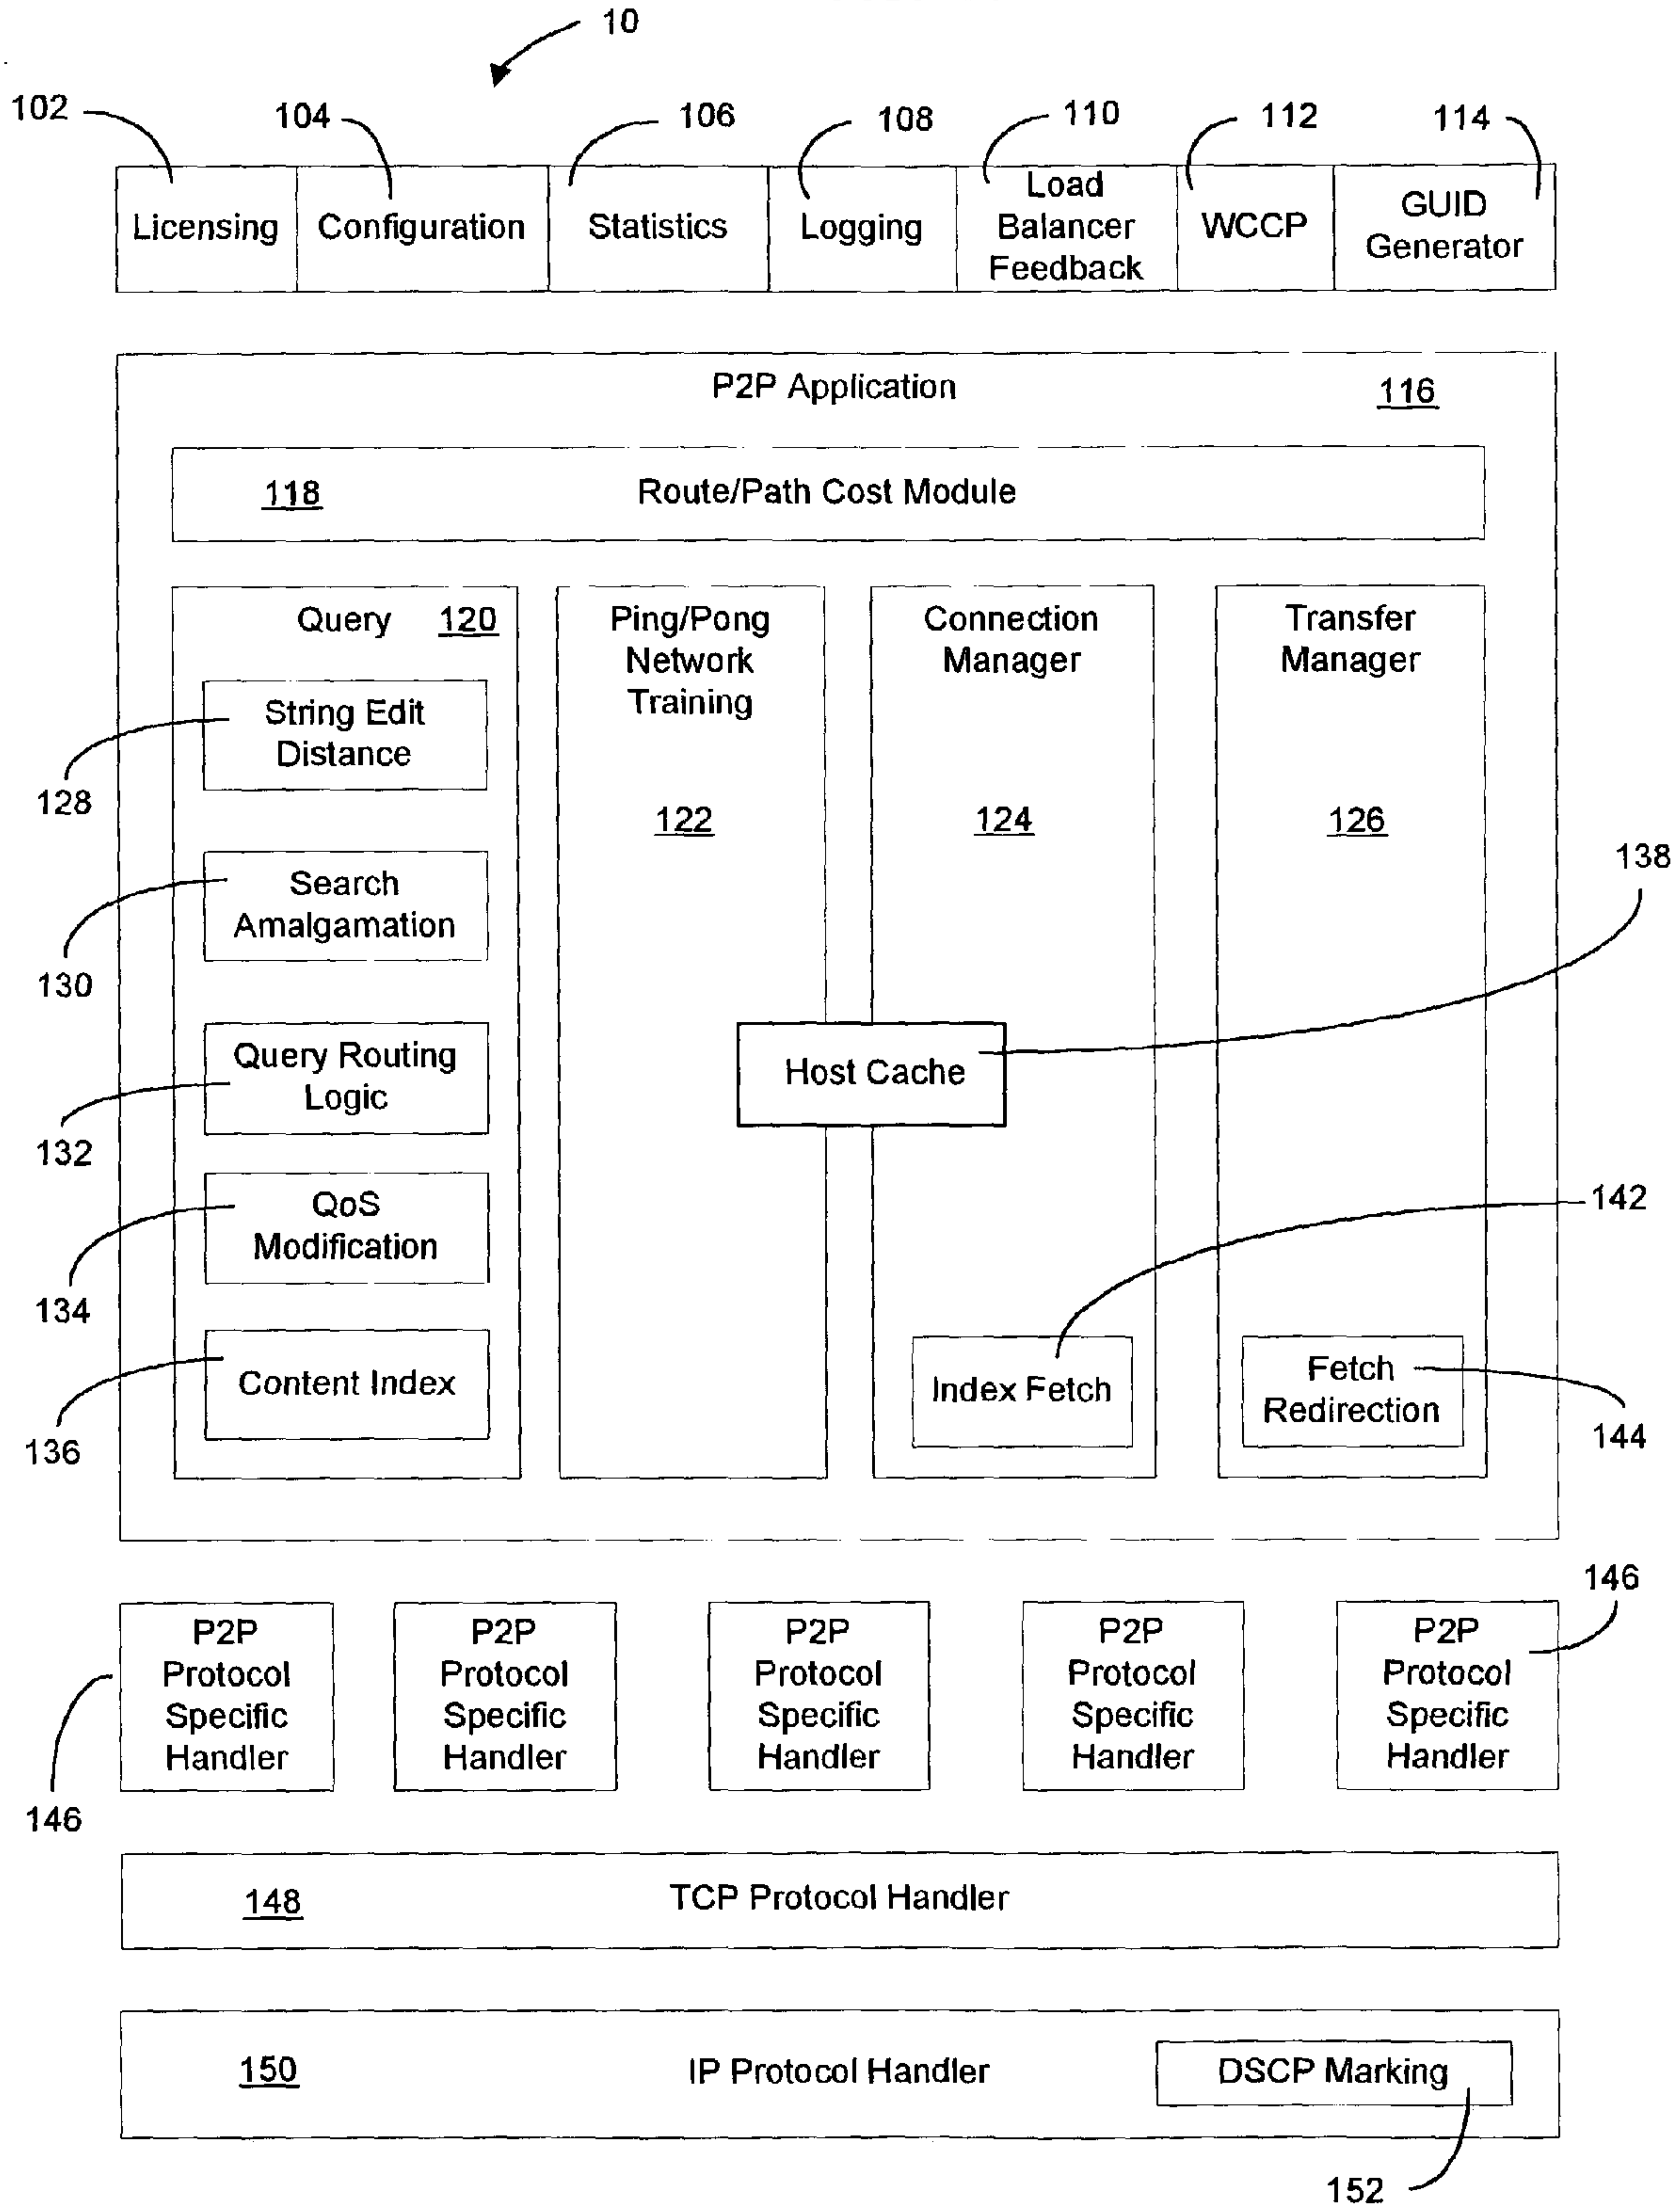 10
102
104
106
108
110
112
114
Licensing
Configuration
Statistics
Logging
Load
Balancer
Feedback
WCCP
GUID
Generator
P2P Application
116
118
Route/Path Cost Module
Query 120
String Edit
Distance
128
Search
Amalgamation
130
Query Routing
Logic
132
QoS
Modification
134
Content Index
136
Ping/Pong
Network
Training
122
Connection
Manager
124
Transfer
Manager
126
138
Host Cache
142
Index Fetch
Fetch
Redirection
144
146
P2P
Protocol
Specific
Handler
P2P
Protocol
Specific
Handler
P2P
Protocol
Specific
Handler
P2P
Protocol
Specific
Handler
P2P
Protocol
Specific
Handler
146
148
TCP Protocol Handler
150
IP Protocol Handler
DSCP Marking
152